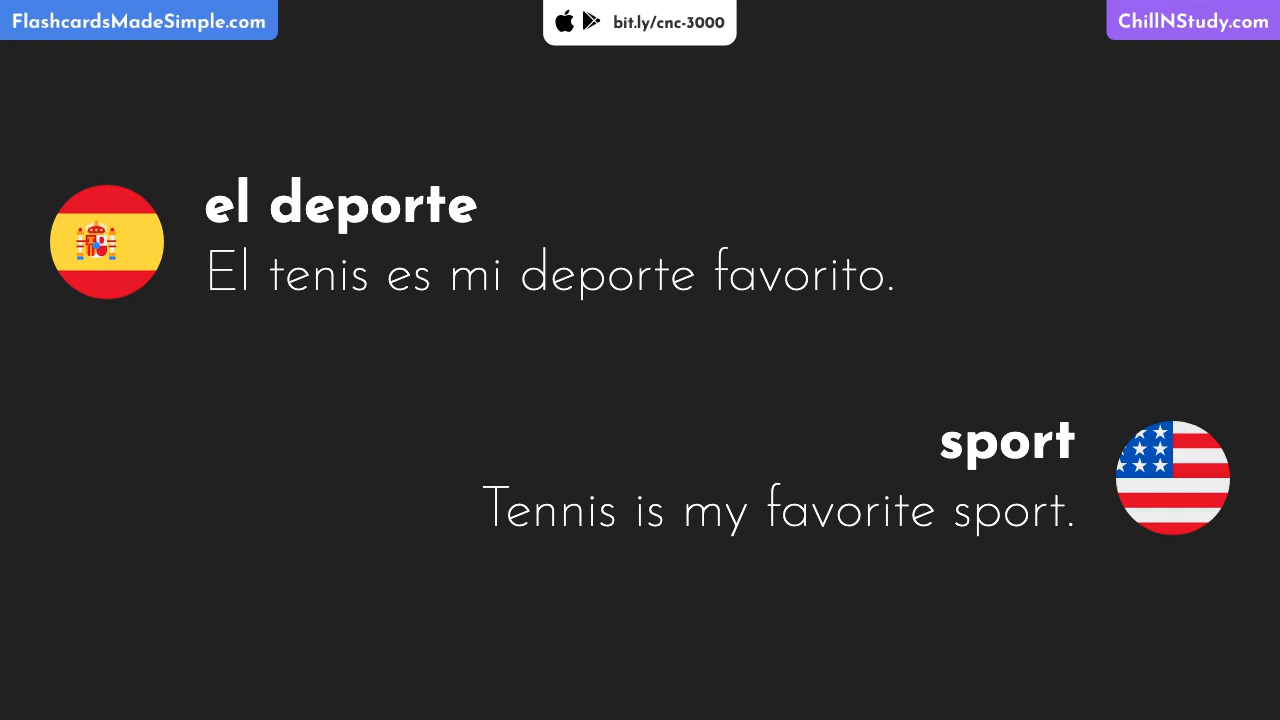 FlashcardsMadeSimple.com
bit.ly/cnc-3000
ChillNStudy.com
el deporte
El tenis es mi deporte favorito.
sport
Tennis is my favorite sport.